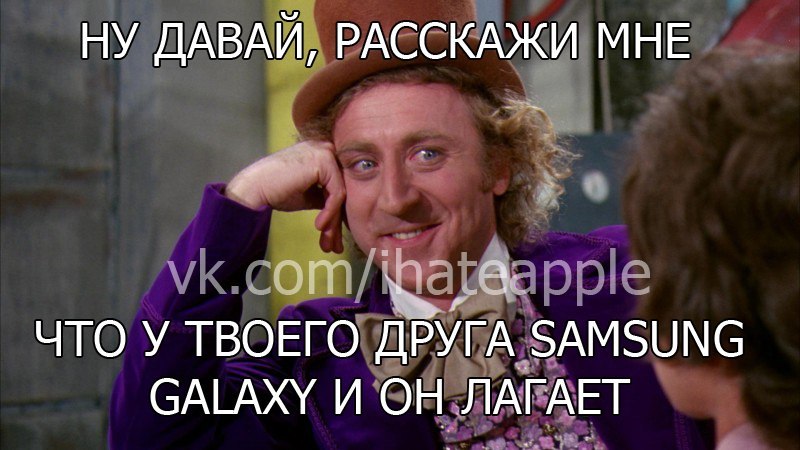 НУ ДАВАЙ, РАССКАЖИ МНЕ
vk.com/ihateapple
ЧТО У ТВОЕГО ДРУГА SAMSUNG
GALAXY И ОН ЛАГАЕТ